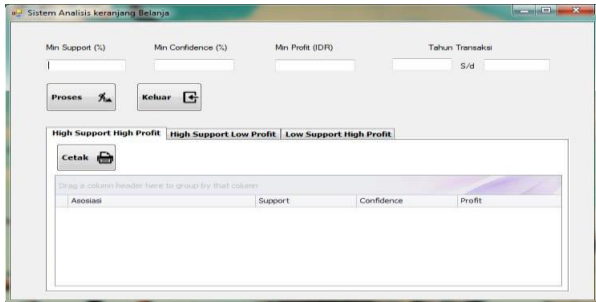 Sistem Analisis keranjang Belanja
Min Support (%) Min Confidence (%) Min Profit (IDR) Tahun Transaksi
S/d
Proses Keluar
High Support High Profit High Support Low Profit Low Support High Profit
Cetak
Drag a column header here to group by that column
Asosiasi Support Confidence Profit